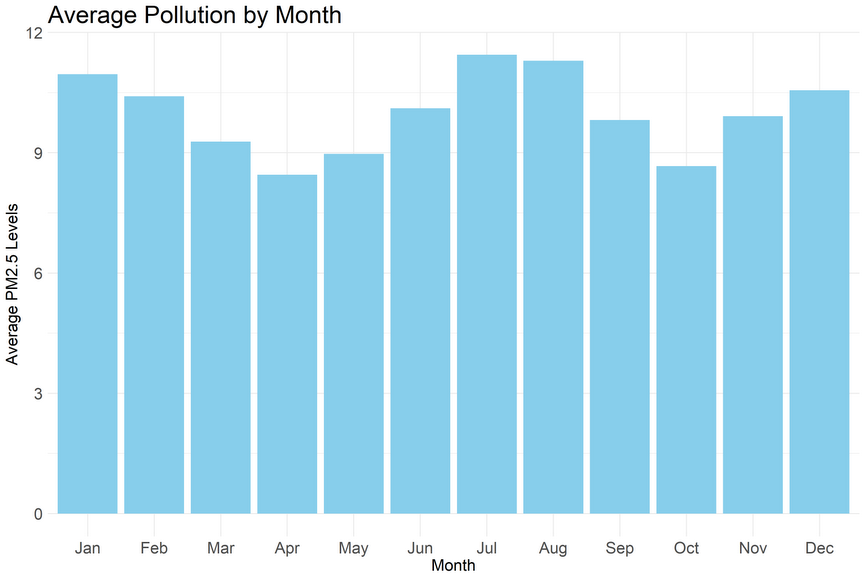 Average Pollution by Month
Average PM2.5 Levels
12
9
6
3
0
Jan Feb Mar Apr May Jun Jul Aug Sep Oct Nov Dec
Month